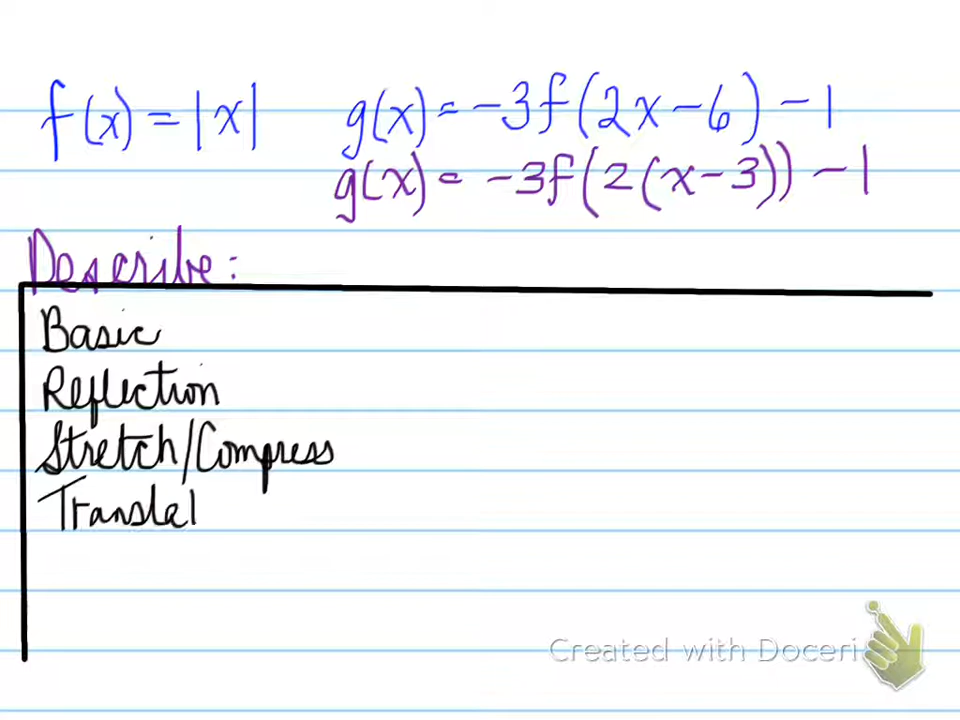 f(x) = |x| g(x) = -3f(2x-6) -1
g(x) = -3f(2(x-3)) -1
Describe:
Basic
Reflection
Stretch/Compress
Translat
Created with Doceri